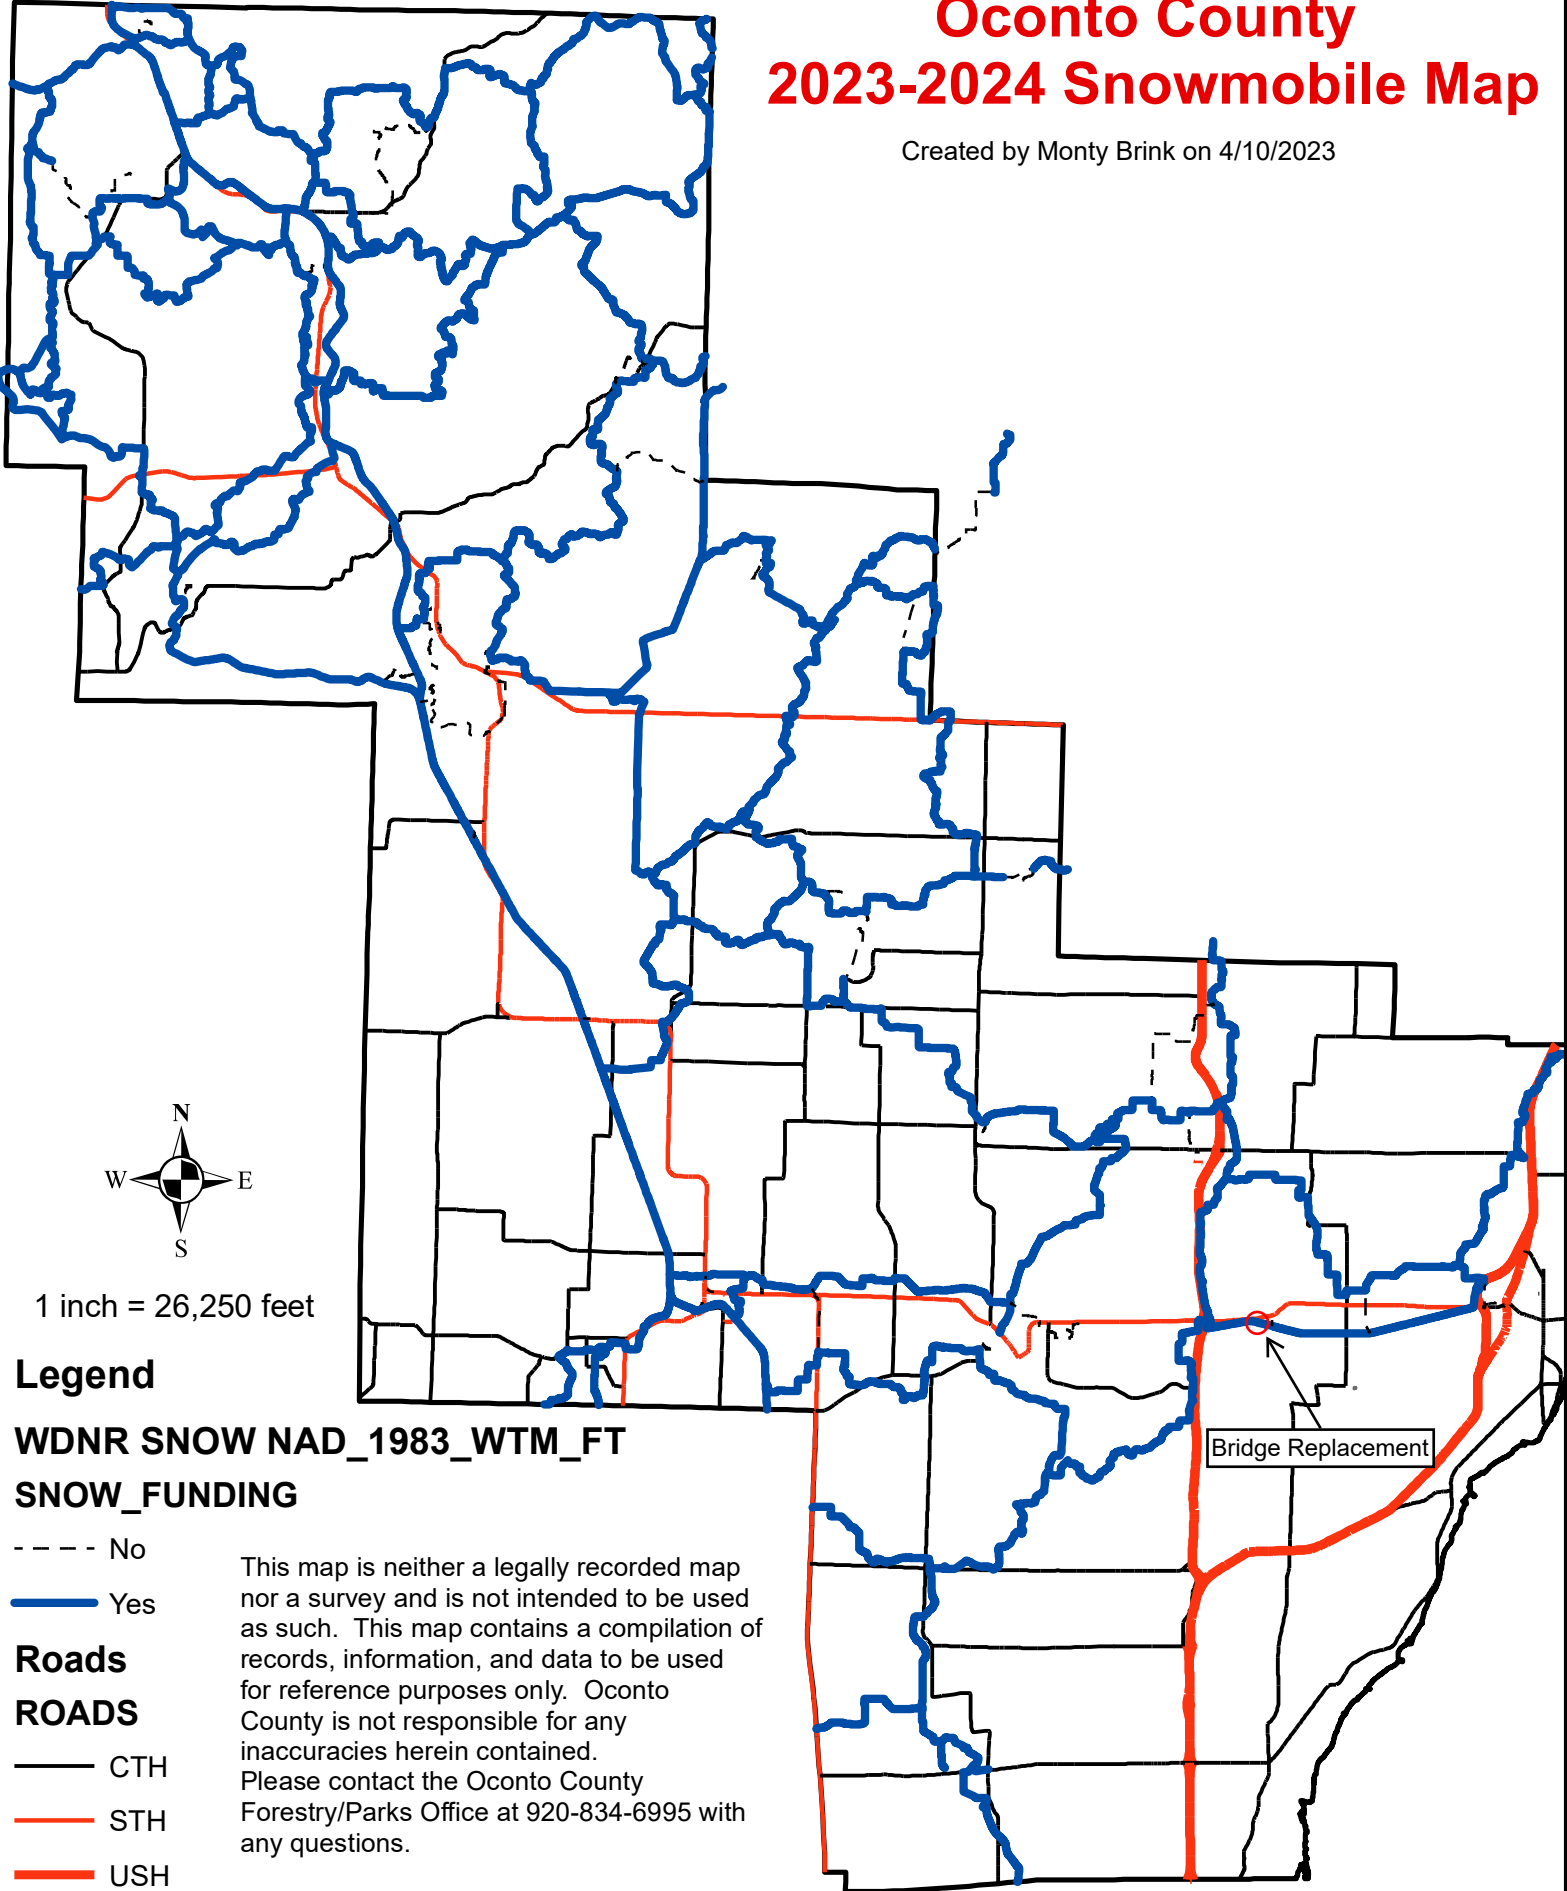 Oconto County
2023-2024 Snowmobile Map
Created by Monty Brink on 4/10/2023
N
W E
S
1 inch = 26,250 feet
Legend
WDNR SNOW NAD_1983_WTM_FT
SNOW_FUNDING
No
Yes
Roads
ROADS
CTH
STH
USH
This map is neither a legally recorded map
nor a survey and is not intended to be used
as such. This map contains a compilation of
records, information, and data to be used
for reference purposes only. Oconto
County is not responsible for any
inaccuracies herein contained.
Please contact the Oconto County
Forestry/Parks Office at 920-834-6995 with
any questions.
Bridge Replacement